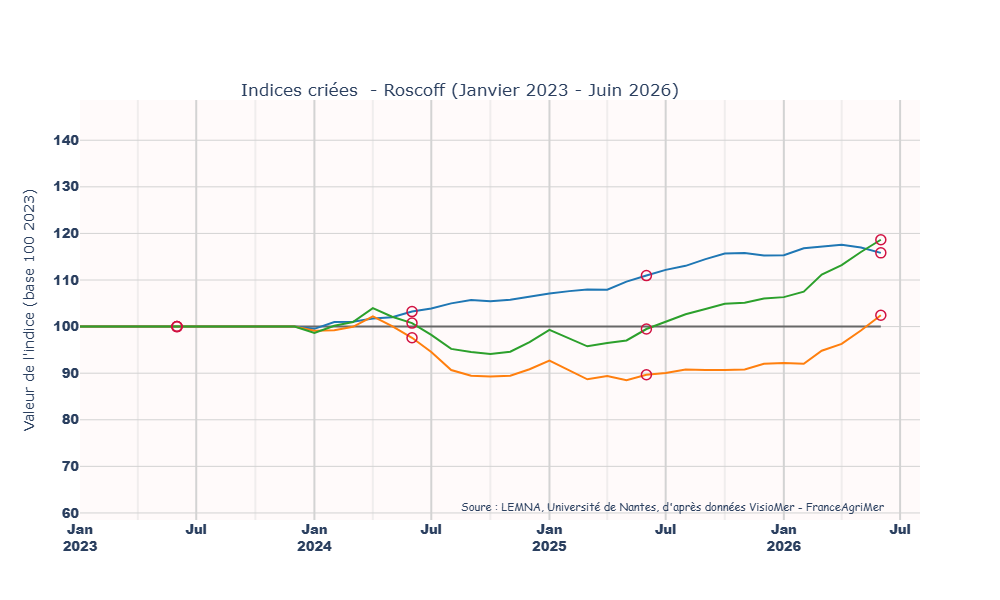 Indices criées  - Roscoff (Janvier 2023 - Juin 2026)
Valeur de l'indice (base 100 2023)
140
130
120
110
100
90
80
70
60
Soure : LEMNA, Université de Nantes, d'après données VisioMer - FranceAgriMer
Jan Jul Jan Jul Jan Jul Jan Jul
2023 2024 2025 2026